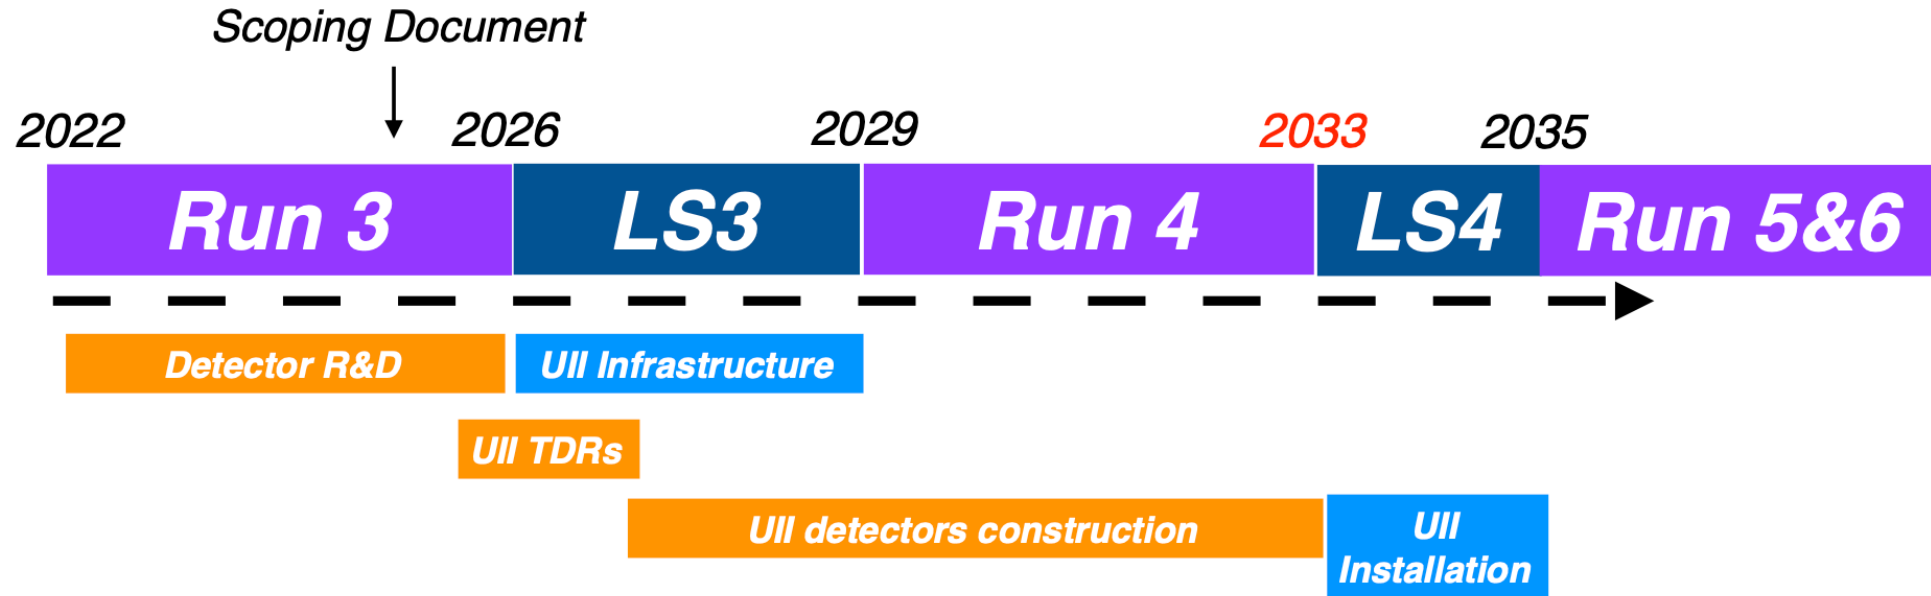 Scoping Document
2022
2026
2029
2033
2035
Run 3
LS3
Run 4
LS4
Run 5&6
Detector R&D
UII Infrastructure
UII TDRs
UII detectors construction
UII
Installation